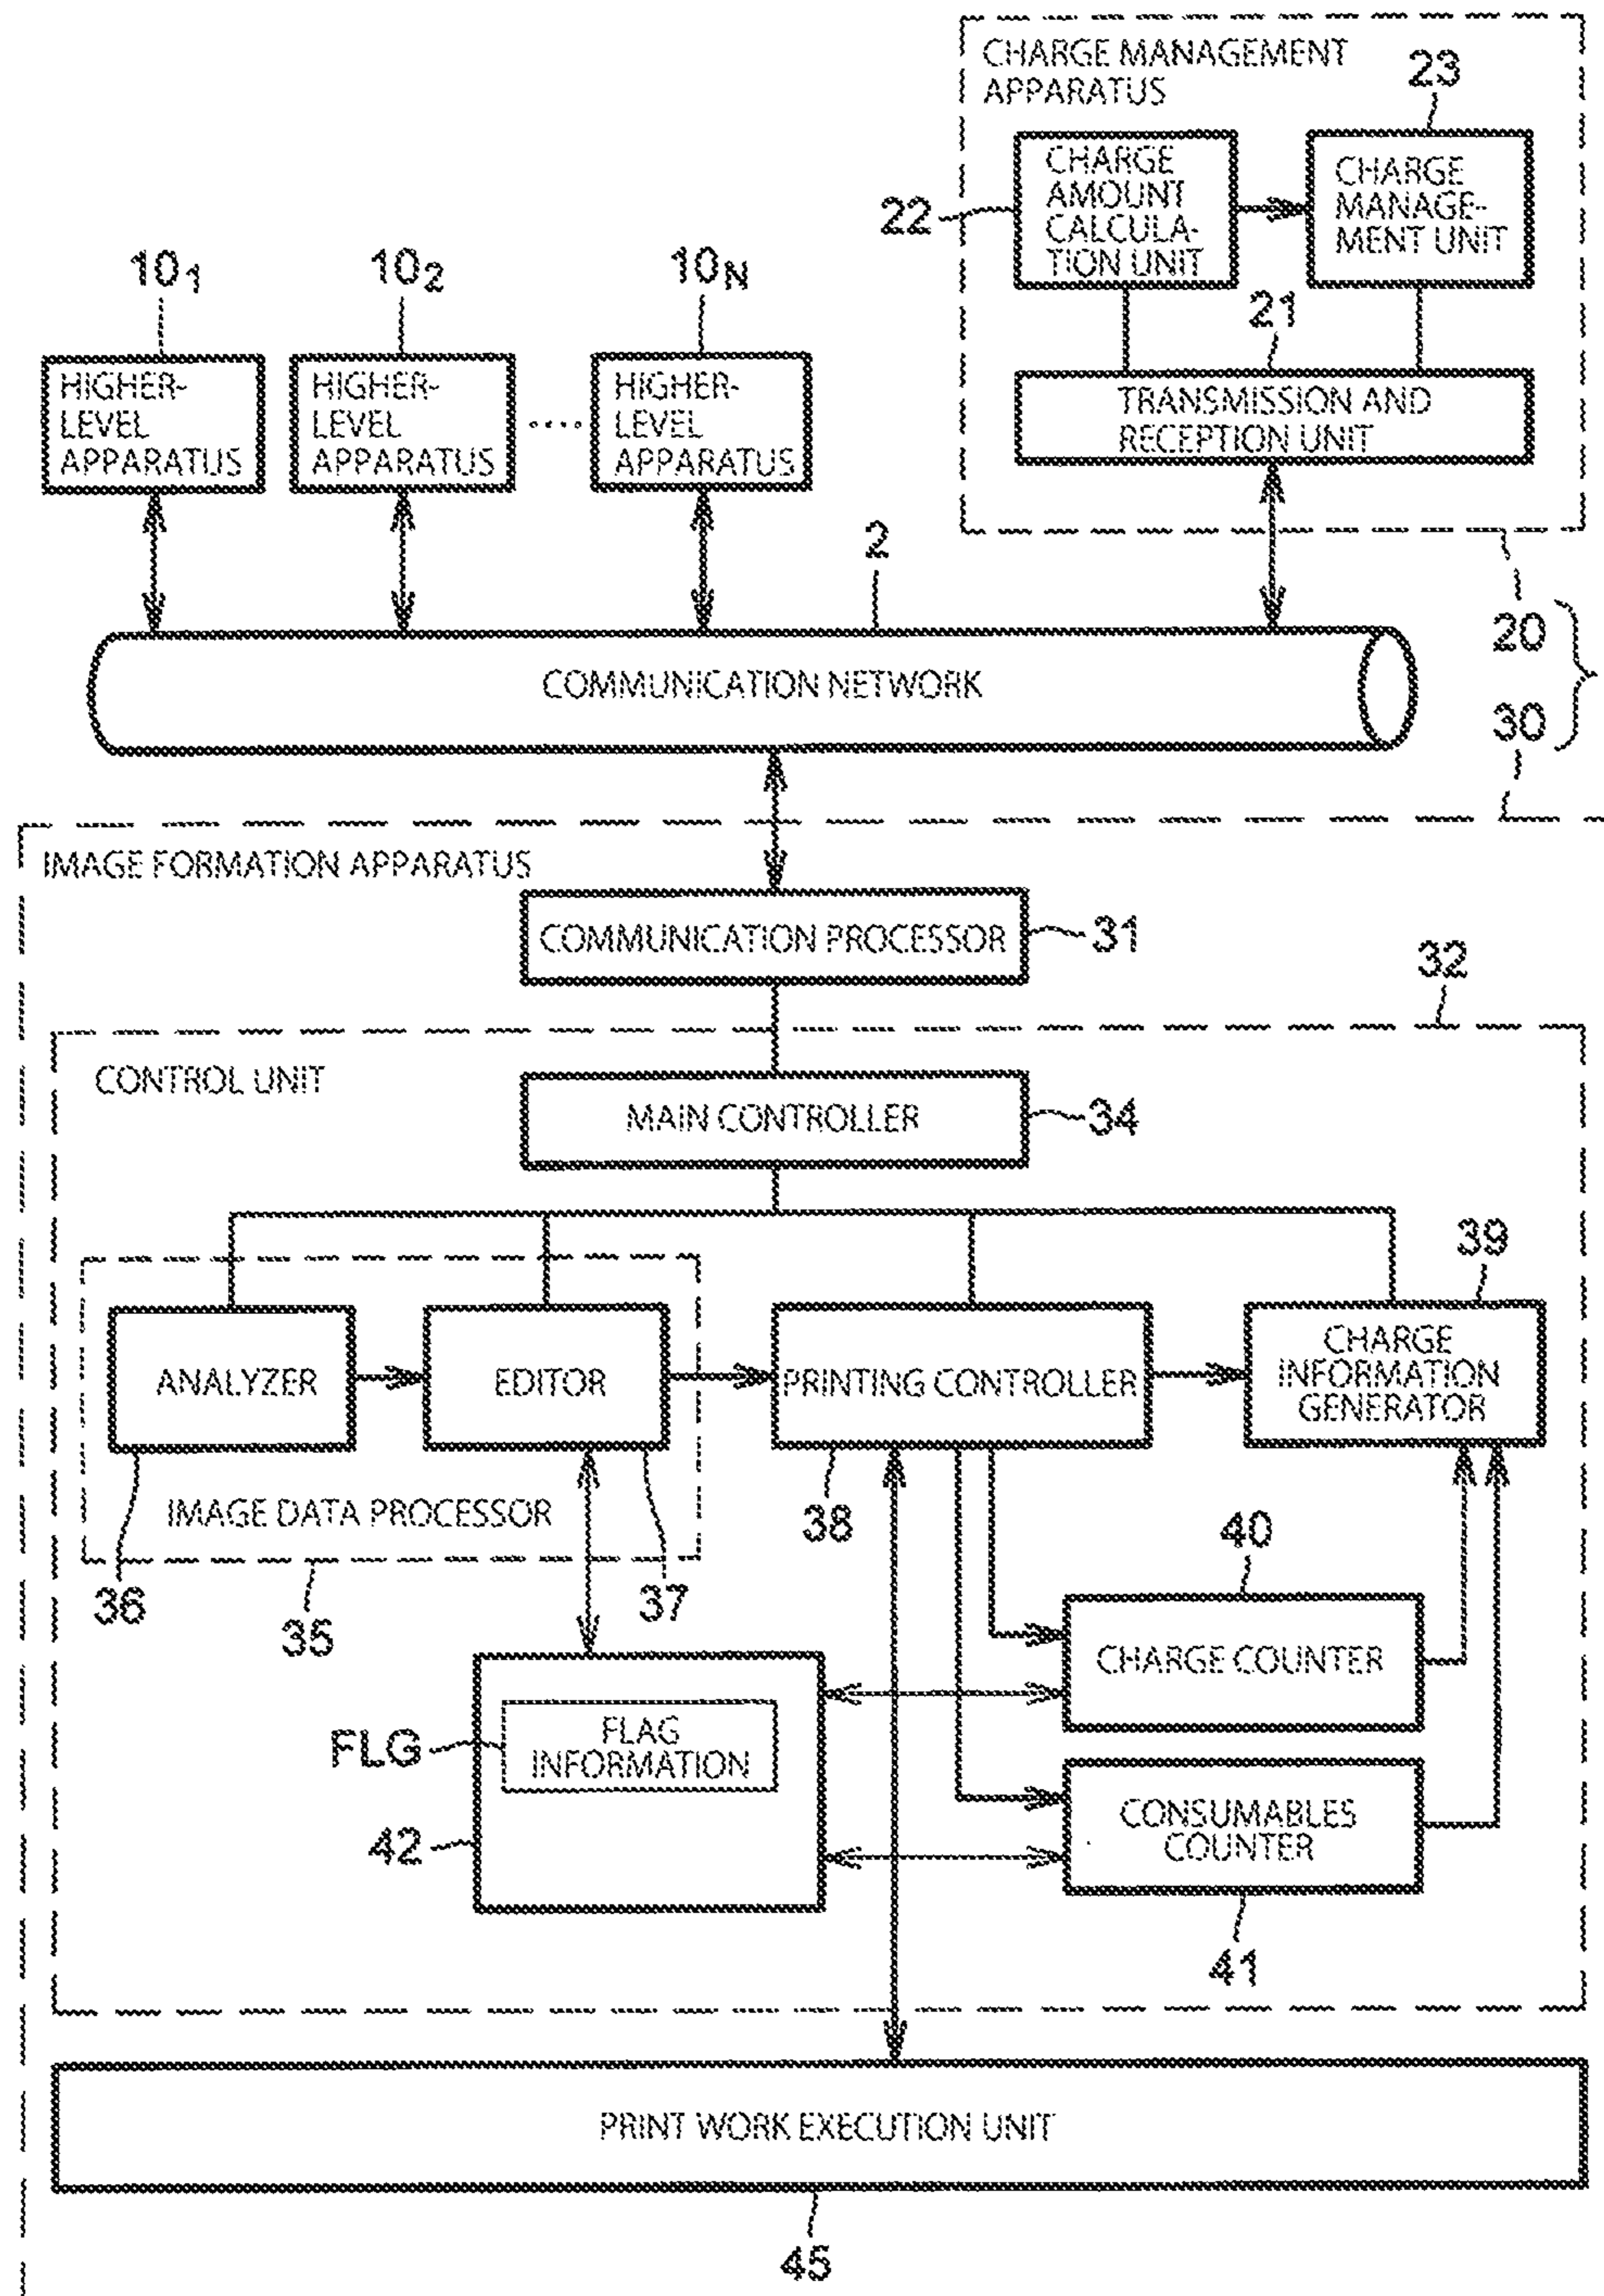 CHARGE MANAGEMENT
APPARATUS
23
22
CHARGE
AMOUNT
CALCULA-
TION UNIT
CHARGE
MANAGE-
MENT UNIT
21
TRANSMISSION AND
RECEPTION UNIT
10₁
10₂
10N
HIGHER-
LEVEL
APPARATUS
HIGHER-
LEVEL
APPARATUS
....
HIGHER-
LEVEL
APPARATUS
2
COMMUNICATION NETWORK
20
30
IMAGE FORMATION APPARATUS
COMMUNICATION PROCESSOR
31
32
CONTROL UNIT
MAIN CONTROLLER
34
39
ANALYZER
EDITOR
PRINTING CONTROLLER
CHARGE
INFORMATION
GENERATOR
IMAGE DATA PROCESSOR
36
35
37
38
40
CHARGE COUNTER
FLG
FLAG
INFORMATION
42
CONSUMABLES
COUNTER
41
PRINT WORK EXECUTION UNIT
45